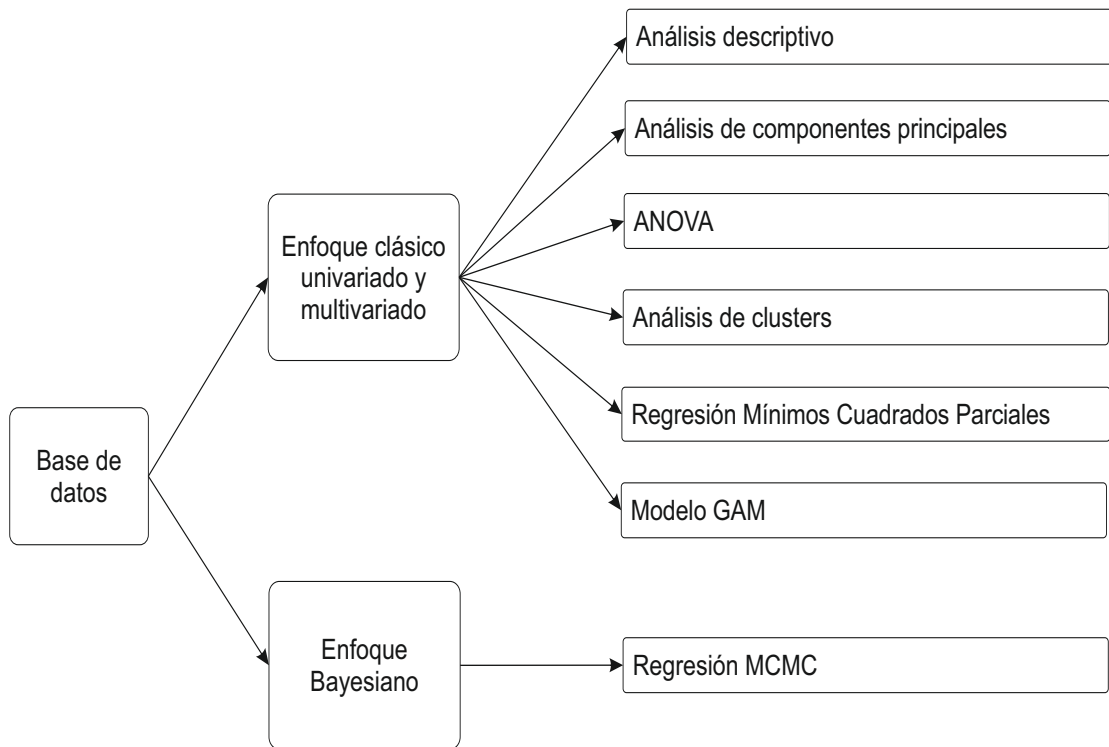 Base de
datos
Enfoque clásico
univariado y
multivariado
Análisis descriptivo
Análisis de componentes principales
ANOVA
Análisis de clusters
Regresión Mínimos Cuadrados Parciales
Modelo GAM
Enfoque
Bayesiano
Regresión MCMC